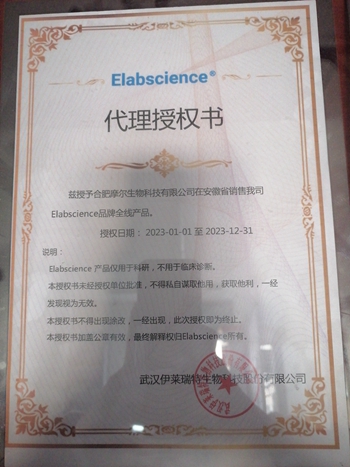 Elabscience®
代理授权书
兹授予合肥摩尔生物科技有限公司在安徽省销售我司
Elabscience品牌全线产品。
授权日期： 2023-01-01 至 2023-12-31
说明：
Elabscience 产品仅用于科研，不用于临床诊断。
本授权书未经授权单位批准，不得私自谋取他用，获取他利，一经
发现视为无效。
本授权书不得出现涂改，一经出现，此次授权即为终止。
本授权书加盖公章有效，最终解释权归Elabscience所有。
武汉伊莱瑞特生物科技股份有限公司